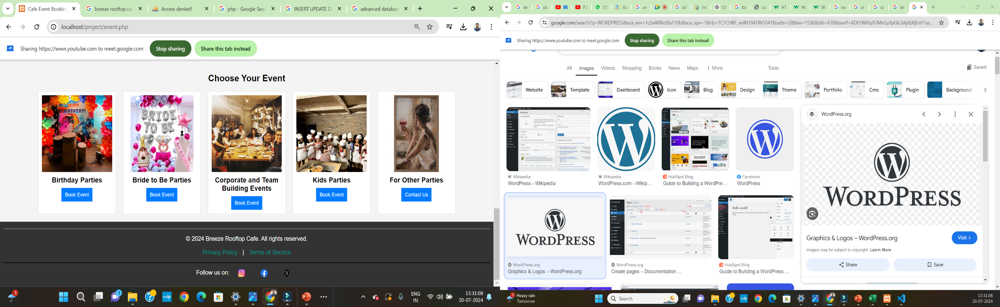 Cafe Event Booking
breeze rooftop caf
Access denied!
php - Google Sear
INSERT UPDATE DE
advanced databas
localhost/project/event.php
Sharing https://www.youtube.com to meet.google.com
Stop sharing
Share this tab instead
Choose Your Event
HAPPY
BIRTHDAY!
BRIDE
TO BE
Birthday Parties
Book Event
Bride to Be Parties
Book Event
Corporate and Team
Building Events
Book Event
Kids Parties
Book Event
For Other Parties
Contact Us
© 2024 Breeze Rooftop Cafe. All rights reserved.
Privacy Policy | Terms of Service
Follow us on:
ENG
IN
15:31:08
20-07-2024
google.com/search?q=WORDPRESS&sca_esv=1c2a48f6c6fa110b&sca_upv=1&rlz=1C1CHBF_enIN1041IN1041&udm=2&biw=1536&bih=678&sxsrf=ADLYWIIIqYUMn5pTpGlc2AjdzXjEnV1uc...
Sharing https://www.youtube.com to meet.google.com
Stop sharing
Share this tab instead
All Images Videos Shopping Books News Maps More Tools
Saved
Website Template Dashboard Icon Blog Design Theme Portfolio Cms Plugin Background
Wikipedia
WordPress - Wikipedia
Wikipedia
WordPress.com - Wikip...
HubSpot Blog
Guide to Building a WordPre...
Facebook
WordPress
WORDPRESS
WordPress.org
Graphics & Logos – WordPress.org
WordPress.org
Create pages – Documentation ...
Hello world!
HubSpot Blog
Guide to Building a WordPress ...
WordPress.org
WORDPRESS
Graphics & Logos – WordPress.org
Visit
Images may be subject to copyright. Learn More
Share
Save
Heavy rain
Tomorrow
Search
15:31:08
20-07-2024